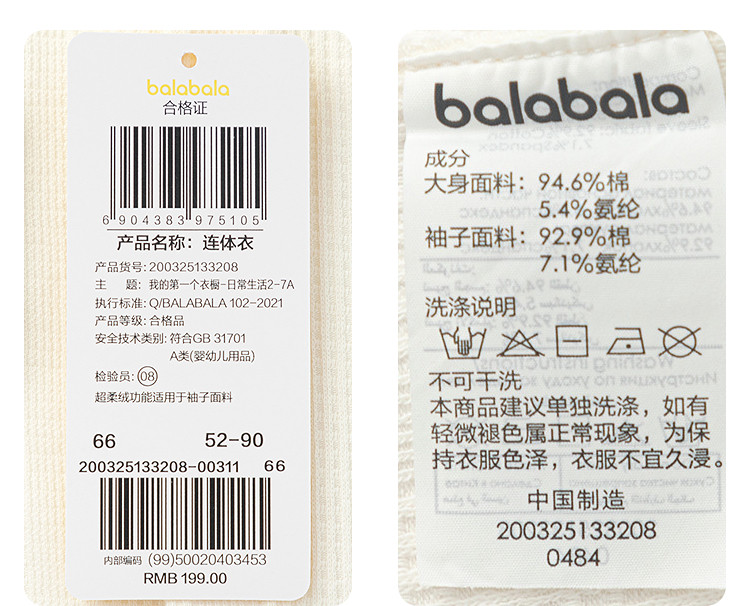 balabala
合格证
6 904383 975105
产品名称：连体衣
产品货号：200325133208
主 题：我的第一个衣橱-日常生活2-7A
执行标准：Q/BALABALA 102-2021
产品等级：合格品
安全技术类别：符合GB 31701
A类(婴幼儿用品)
检验员：08
超柔绒功能适用于袖子面料
66 52-90
200325133208-00311 66
内部编码 (99)50020403453
RMB 199.00
balabala
成分
大身面料：94.6%棉
5.4%氨纶
袖子面料：92.9%棉
7.1%氨纶
洗涤说明
不可干洗
本商品建议单独洗涤，如有
轻微褪色属正常现象，为保
持衣服色泽，衣服不宜久浸。
中国制造
200325133208
0484